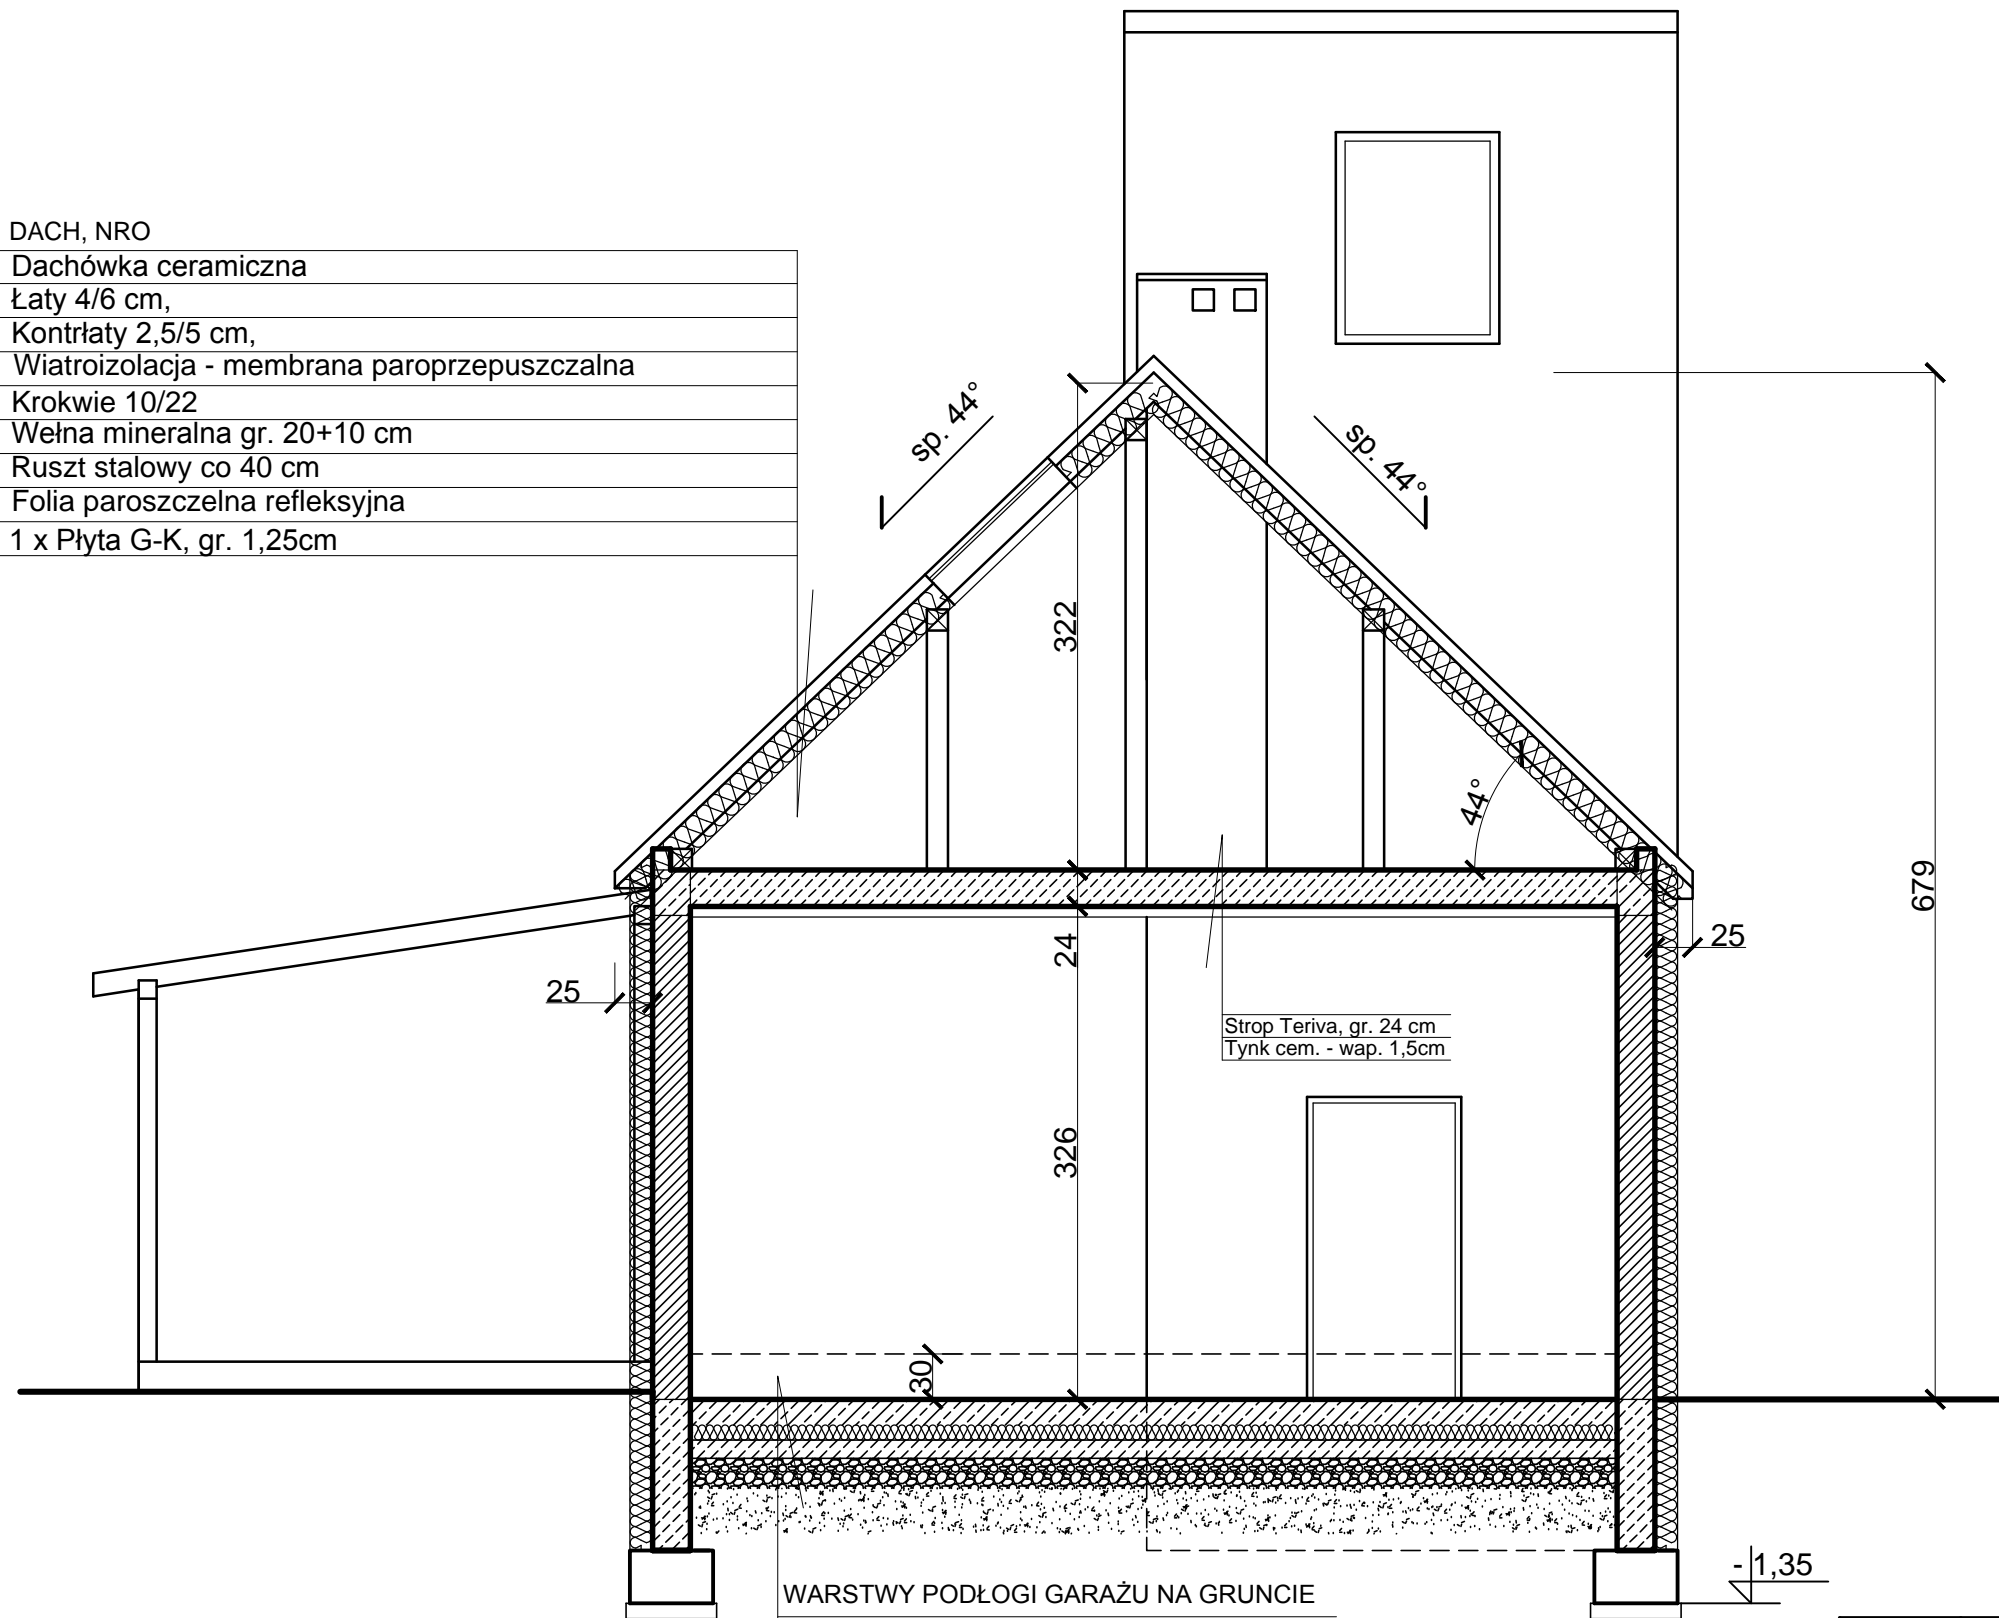 DACH, NRO
Dachówka ceramiczna
Łaty 4/6 cm,
Kontrłaty 2,5/5 cm,
Wiatroizolacja - membrana paroprzepuszczalna
Krokwie 10/22
Wełna mineralna gr. 20+10 cm
Ruszt stalowy co 40 cm
Folia paroszczelna refleksyjna
1 x Płyta G-K, gr. 1,25cm
sp. 44°
sp. 44°
322
44°
679
24
25
25
Strop Teriva, gr. 24 cm
Tynk cem. - wap. 1,5cm
326
30
- 1,35
WARSTWY PODŁOGI GARAŻU NA GRUNCIE